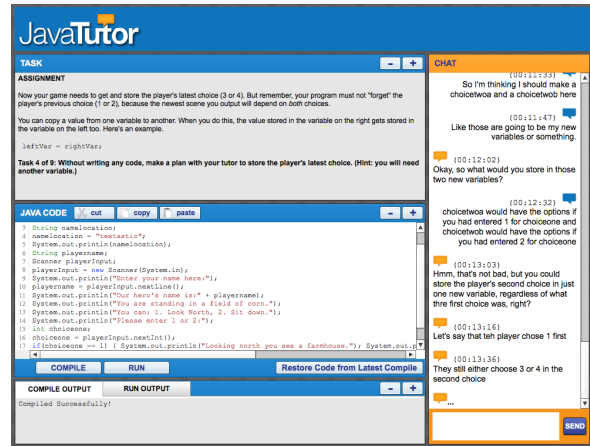 JavaTutor
TASK
- +
ASSIGNMENT
Now your game needs to get and store the player's latest choice (3 or 4). But remember, your program must not "forget" the
player's previous choice (1 or 2), because the newest scene you output will depend on both choices.
You can copy a value from one variable to another. When you do this, the value stored in the variable on the right gets stored in
the variable on the left too. Here's an example.
leftVar = rightVar;
Task 4 of 9: Without writing any code, make a plan with your tutor to store the player's latest choice. (Hint: you will need
another variable.)
JAVA CODE cut copy paste
- +
3 String namelocation;
4 namelocation = "textastic";
5 System.out.println(namelocation);
6 String playername;
7 Scanner playerInput;
8 playerInput = new Scanner(System.in);
9 System.out.println("Enter your name here:");
10 playername = playerInput.nextLine();
11 System.out.println("Our hero's name is:" + playername);
12 System.out.println("You are standing in a field of corn.");
13 System.out.println("You can: 1. Look North, 2. Sit down.");
14 System.out.println("Please enter 1 or 2:");
15 int choiceone;
16 choiceone = playerInput.nextInt();
17 if(choiceone == 1) { System.out.println("Looking north you see a farmhouse."); System.out.p
COMPILE RUN Restore Code from Latest Compile
COMPILE OUTPUT RUN OUTPUT
- +
Compiled Successfully!
CHAT
(00:11:33)
So I'm thinking I should make a
choicetwoa and a choicetwob here
(00:11:47)
Like those are going to be my new
variables or something.
(00:12:02)
Okay, so what would you store in those
two new variables?
(00:12:32)
choicetwoa would have the options if
you had entered 1 for choiceone and
choicetwob would have the options if
you had entered 2 for choiceone
(00:13:03)
Hmm, that's not bad, but you could
store the player's second choice in just
one new variable, regardless of what
thre first choice was, right?
(00:13:16)
Let's say that teh player chose 1 first
(00:13:36)
They still either choose 3 or 4 in the
second choice
...
SEND